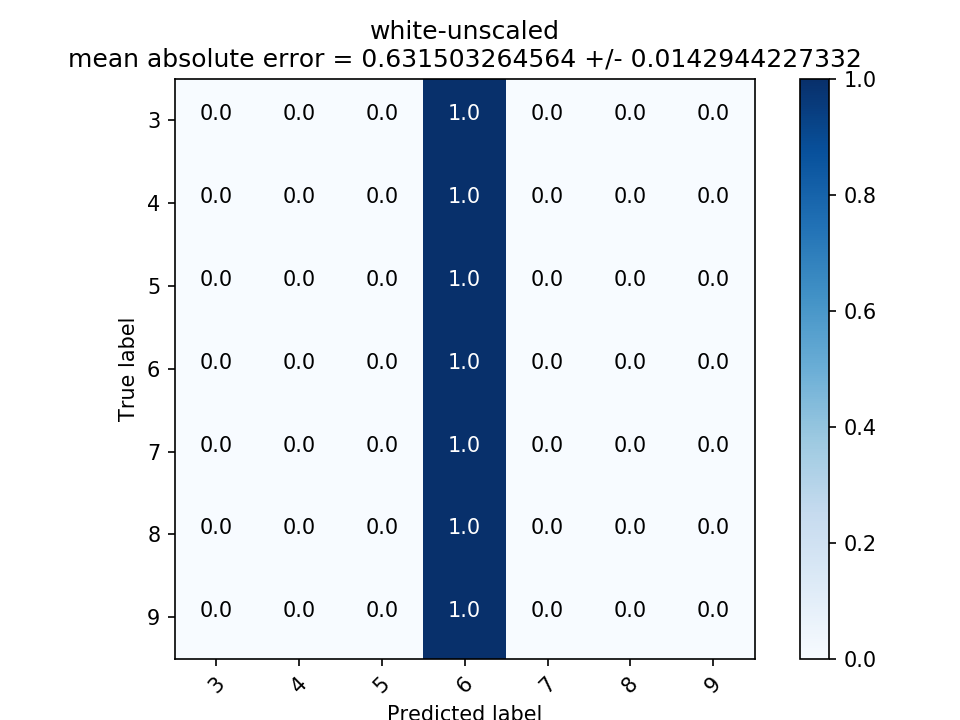 white-unscaled
mean absolute error = 0.631503264564 +/- 0.0142944227332
1.0
3 0.0 0.0 0.0 1.0 0.0 0.0 0.0
4 0.0 0.0 0.0 1.0 0.0 0.0 0.0
0.8
5 0.0 0.0 0.0 1.0 0.0 0.0 0.0
0.6
True label
6 0.0 0.0 0.0 1.0 0.0 0.0 0.0
0.4
7 0.0 0.0 0.0 1.0 0.0 0.0 0.0
8 0.0 0.0 0.0 1.0 0.0 0.0 0.0
0.2
9 0.0 0.0 0.0 1.0 0.0 0.0 0.0
0.0
3 4 5 6 7 8 9
Predicted label